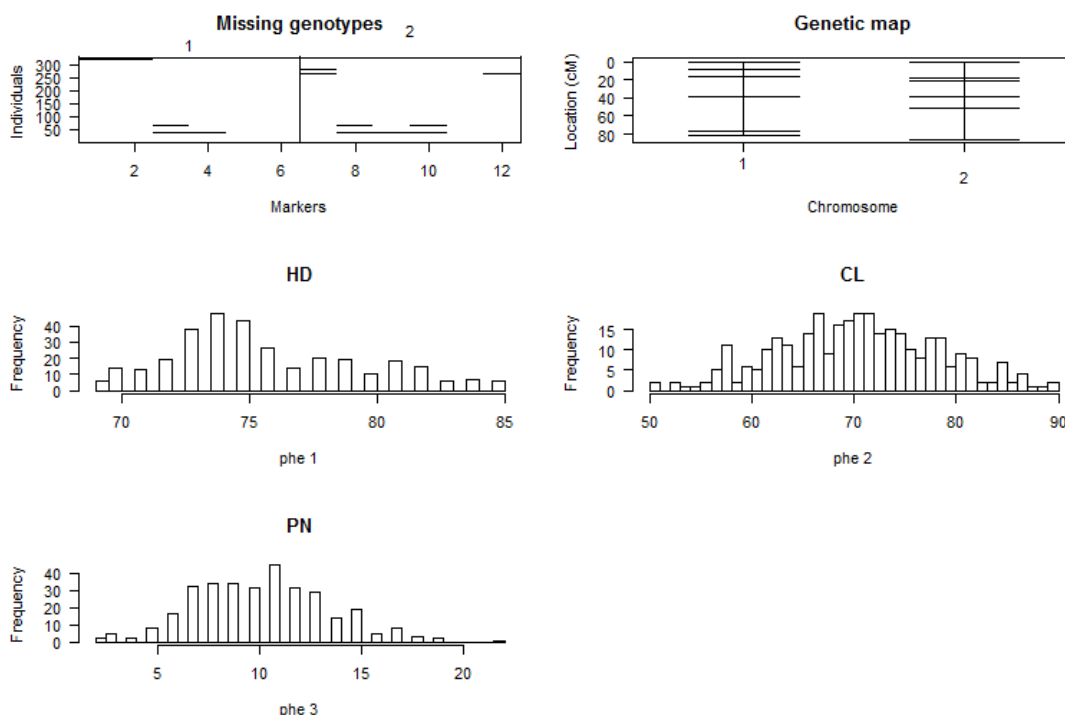 Missing genotypes
1 2
Individuals
300
250
200
150
100
50
2 4 6 8 10 12
Markers
Genetic map
Location (cM)
0
20
40
60
80
1 2
Chromosome
HD
Frequency
40
30
20
10
0
70 75 80 85
phe 1
CL
Frequency
15
10
5
0
50 60 70 80 90
phe 2
PN
Frequency
40
30
20
10
0
5 10 15 20
phe 3